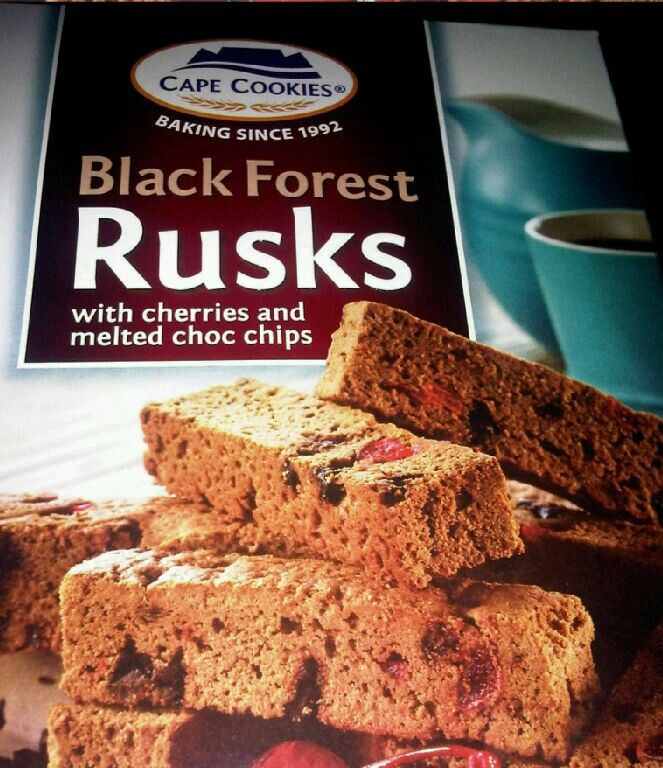 CAPE COOKIES®
BAKING SINCE 1992
Black Forest
Rusks
with cherries and
melted choc chips